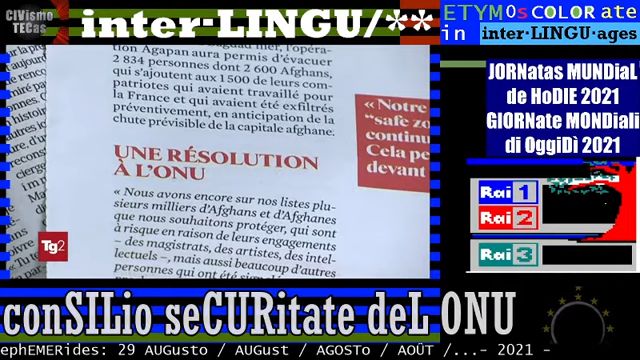 CIVismo
TECas
inter·LINGU/**
ETYMOsCOLORate
in inter·LINGU·ages
JORNatas MUNDiaL
de HoDIE 2021
GIORNate MONDiali
di OggiDì 2021
Rai 1
Rai 2
Rai 3
Agapan aura permis d'évacuer
2 834 personnes dont 2 600 Afghans,
qui s'ajoutent aux 1500 de leurs com-
patriotes qui avaient travaillé pour
la France et qui avaient été exfiltrés
préventivement, en anticipation de la
chute prévisible de la capitale afghane.
« Notre
"safe zo
continu
Cela pe
devant
UNE RÉSOLUTION
À L'ONU
« Nous avons encore sur nos listes plu-
sieurs milliers d'Afghans et d'Afghanes
que nous souhaitons protéger, qui sont
à risque en raison de leurs engagements
– des magistrats, des artistes, des intel-
lectuels –, mais aussi beaucoup d'autres
personnes qui ont été
Tg2
conSILio seCURitate deL ONU
ephEMERides: 29 AUGusto / AUGUST / AGOSTO / AOÛT /...- 2021 -